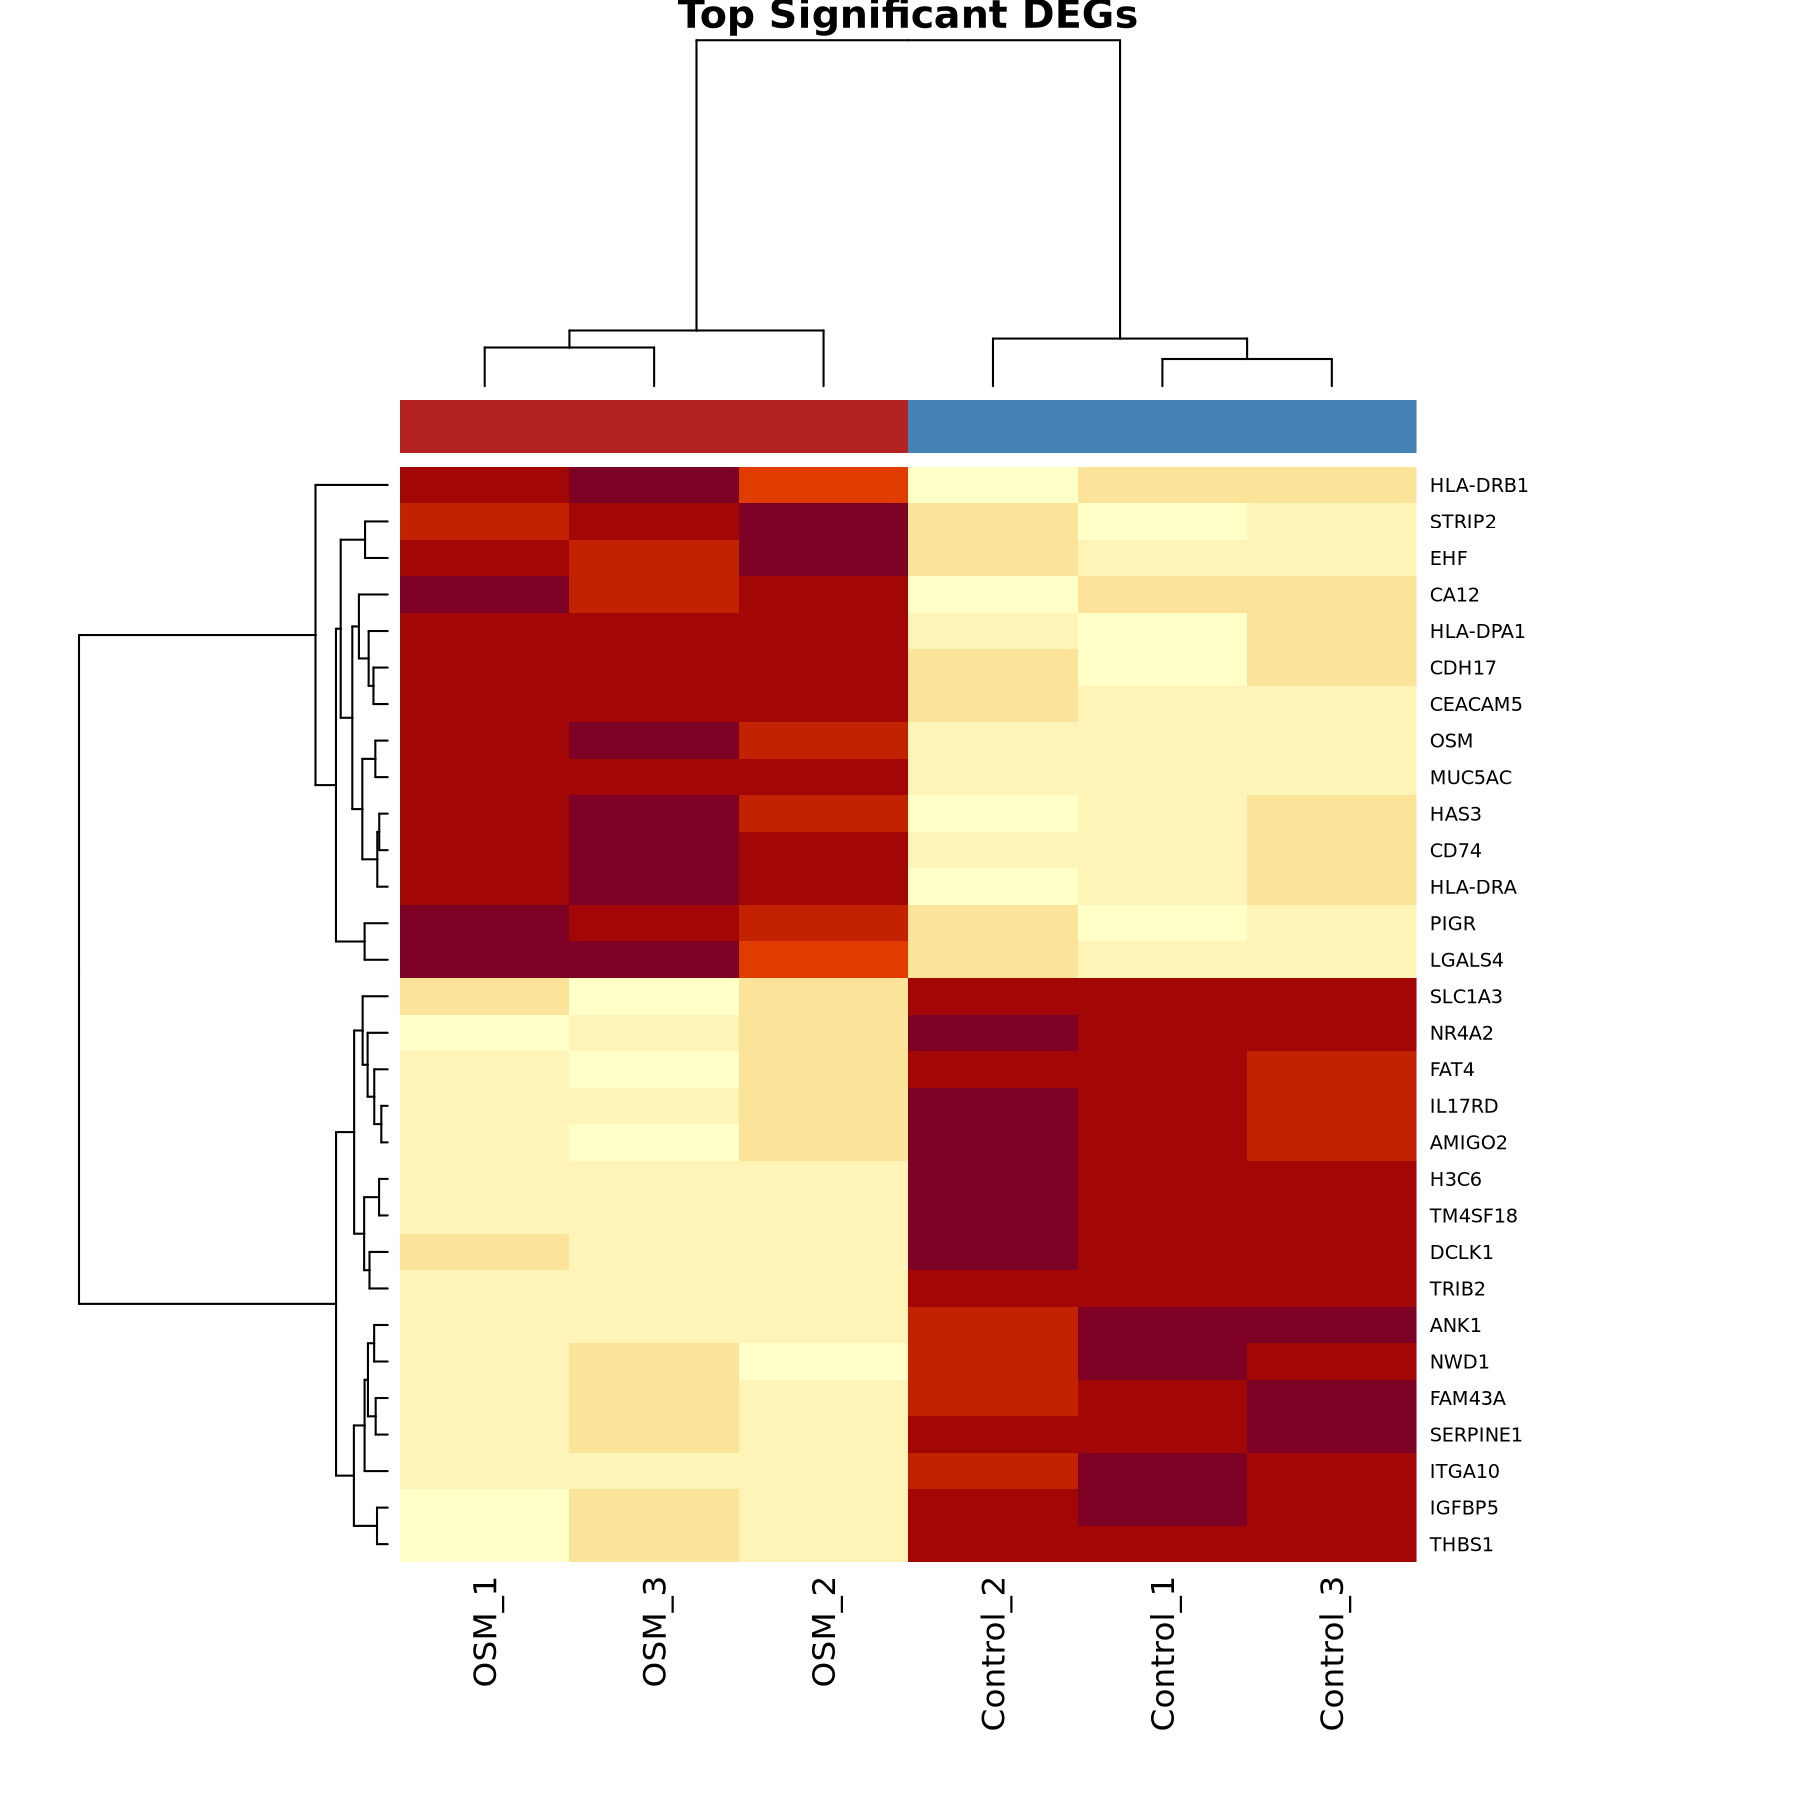 Top Significant DEGs
HLA-DRB1
STRIP2
EHF
CA12
HLA-DPA1
CDH17
CEACAM5
OSM
MUC5AC
HAS3
CD74
HLA-DRA
PIGR
LGALS4
SLC1A3
NR4A2
FAT4
IL17RD
AMIGO2
H3C6
TM4SF18
DCLK1
TRIB2
ANK1
NWD1
FAM43A
SERPINE1
ITGA10
IGFBP5
THBS1
OSM_1
OSM_3
OSM_2
Control_2
Control_1
Control_3